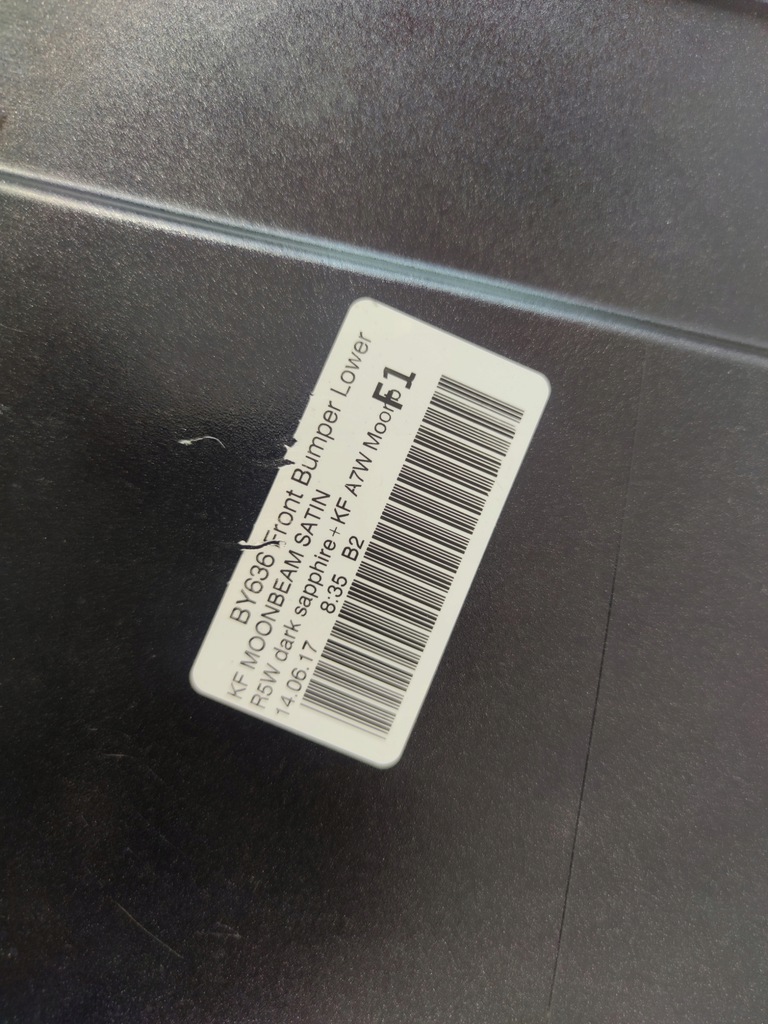 BY636 Front Bumper Lower
KF MOONBEAM SATIN
R5W dark sapphire + KF A7W Moonb
14.06.17 8:35 B2
F1